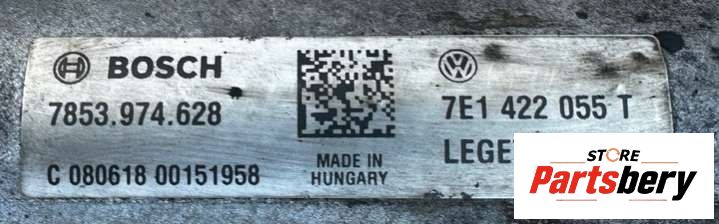 BOSCH
7853.974.628
C 080618 00151958
MADE IN
HUNGARY
7E1 422 055 T
STORE
Partsbery